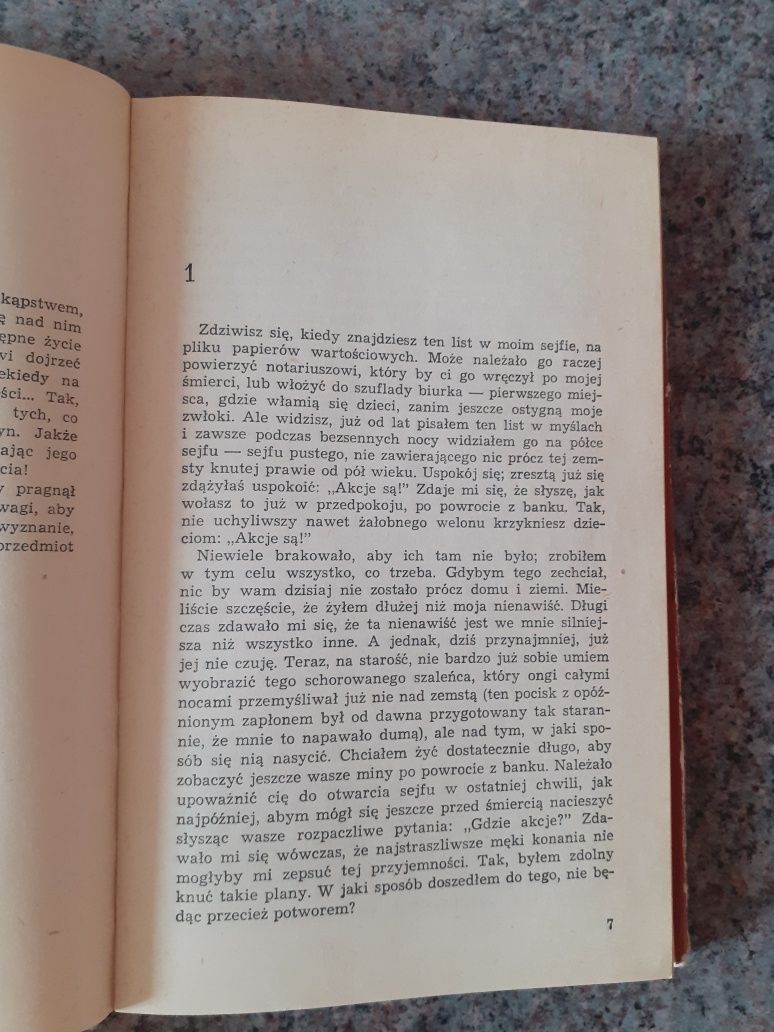 kąpstwem,
ę nad nim
ępne życie
wi dojrzeć
ekiedy na
ści... Tak,
tych, co
yn. Jakże
ając jego
cia!
y pragnął
wagi, aby
wyznanie,
przedmiot
1
Zdziwisz się, kiedy znajdziesz ten list w moim sejfie, na
pliku papierów wartościowych. Może należało go raczej
powierzyć notariuszowi, który by ci go wręczył po mojej
śmierci, lub włożyć do szuflady biurka — pierwszego miej-
sca, gdzie włamią się dzieci, zanim jeszcze ostygną moje
zwłoki. Ale widzisz, już od lat pisałem ten list w myślach
i zawsze podczas bezsennych nocy widziałem go na półce
sejfu — sejfu pustego, nie zawierającego nic prócz tej zem-
sty knutej prawie od pół wieku. Uspokój się; zresztą już się
zdążyłaś uspokoić: „Akcje są!” Zdaje mi się, że słyszę, jak
wołasz to już w przedpokoju, po powrocie z banku. Tak,
nie uchyliwszy nawet żałobnego welonu krzykniesz dzie-
ciom: „Akcje są!”
Niewiele brakowało, aby ich tam nie było; zrobiłem
w tym celu wszystko, co trzeba. Gdybym tego zechciał,
nic by wam dzisiaj nie zostało prócz domu i ziemi. Mie-
liście szczęście, że żyłem dłużej niż moja nienawiść. Długi
czas zdawało mi się, że ta nienawiść jest we mnie silniej-
sza niż wszystko inne. A jednak, dziś przynajmniej, już
jej nie czuję. Teraz, na starość, nie bardzo już sobie umiem
wyobrazić tego schorowanego szaleńca, który ongi całymi
nocami przemyśliwał już nie nad zemstą (ten pocisk z opóź-
nionym zapłonem był od dawna przygotowany tak staran-
nie, że mnie to napawało dumą), ale nad tym, w jaki spo-
sób się nią nasycić. Chciałem żyć dostatecznie długo, aby
zobaczyć jeszcze wasze miny po powrocie z banku. Należało
upoważnić cię do otwarcia sejfu w ostatniej chwili, jak
najpóźniej, abym mógł się jeszcze przed śmiercią nacieszyć
słysząc wasze rozpaczliwe pytania: „Gdzie akcje?” Zda-
wało mi się wówczas, że najstraszliwsze męki konania nie
mogłyby mi zepsuć tej przyjemności. Tak, byłem zdolny
knuć takie plany. W jaki sposób doszedłem do tego, nie bę-
dąc przecież potworem?
7